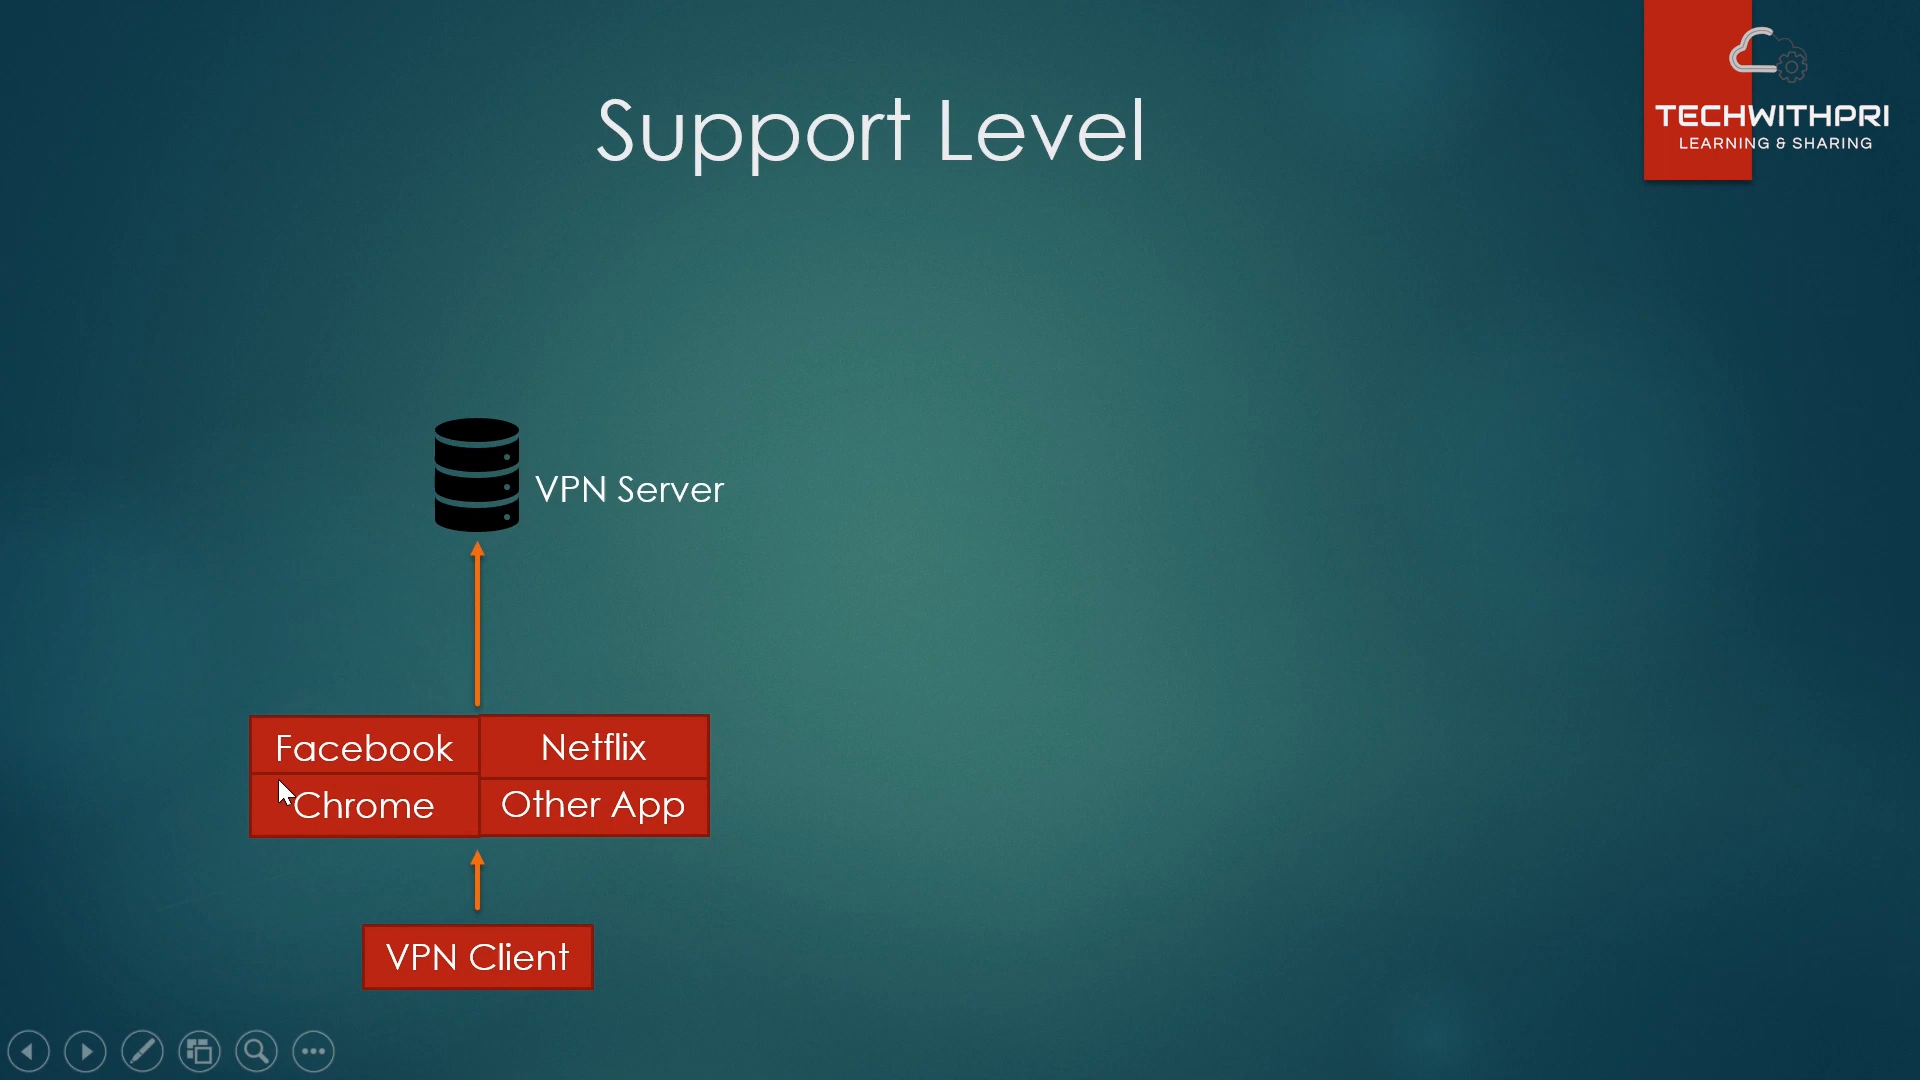 Support Level
TECHWITHPRI
LEARNING & SHARING
VPN Server
Facebook
Netflix
Chrome
Other App
VPN Client